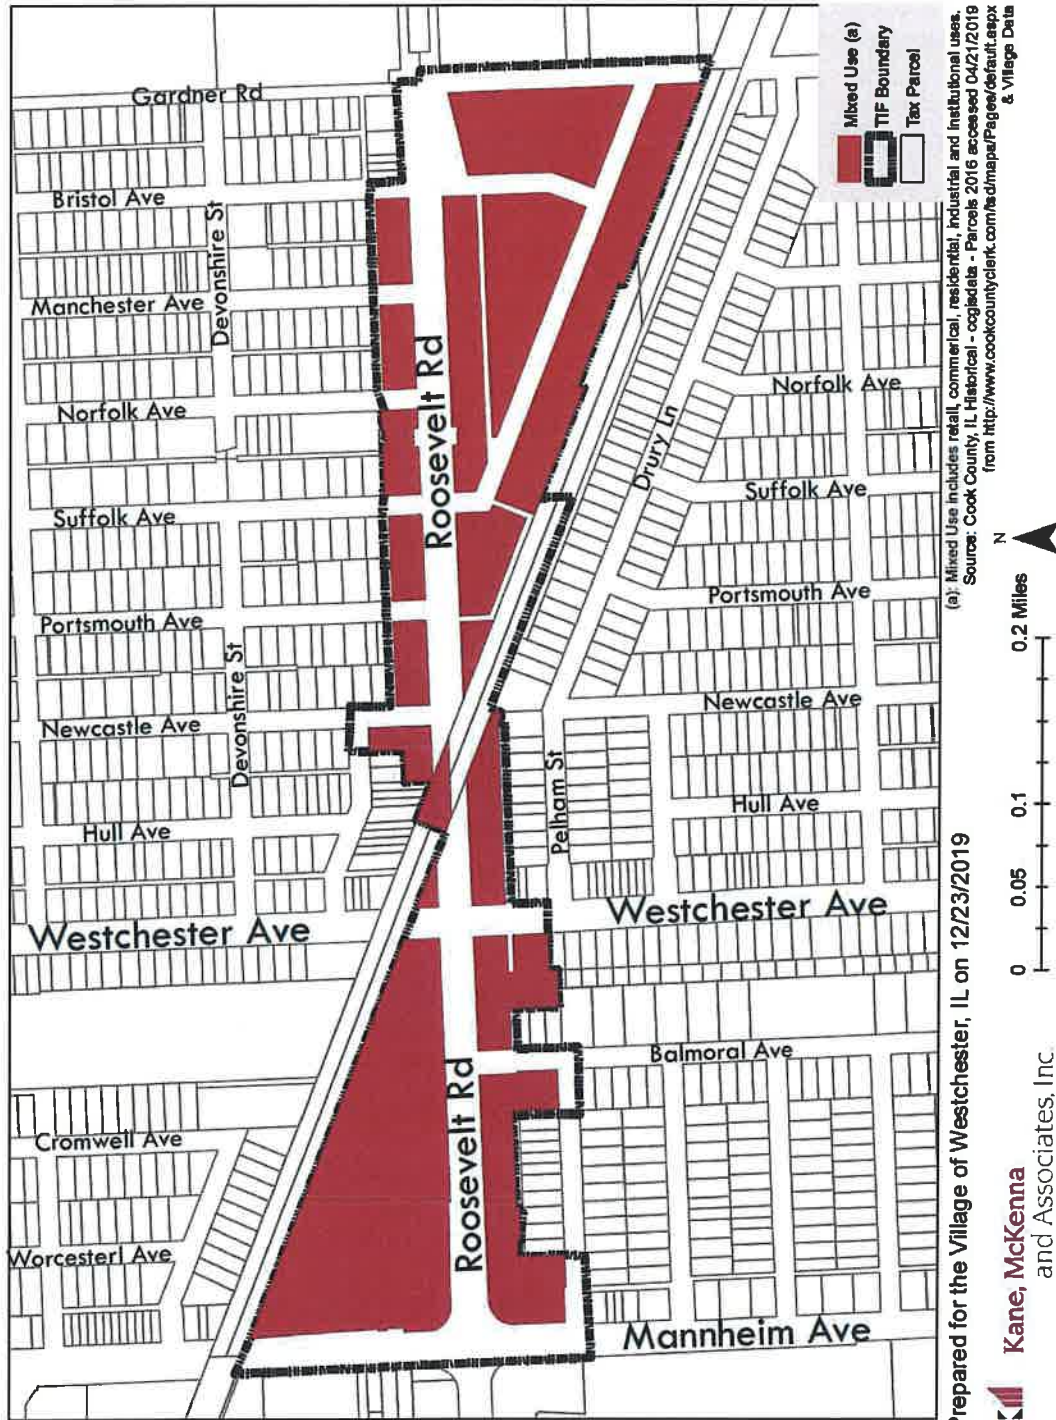 Gardner Rd
Bristol Ave
Devonshire St
Manchester Ave
Norfolk Ave
Suffolk Ave
Portsmouth Ave
Devonshire St
Newcastle Ave
Hull Ave
Westchester Ave
Cromwell Ave
Worcesterl Ave
Roosevelt Rd
Roosevelt Rd
Drury Ln
Norfolk Ave
Suffolk Ave
Portsmouth Ave
Newcastle Ave
Pelham St
Hull Ave
Westchester Ave
Balmoral Ave
Mannheim Ave
Mixed Use (a)
TIF Boundary
Tax Parcel
(a): Mixed Use includes retail, commerical, residential, industrial and institutional uses.
Source: Cook County, IL Historical - ccgisdata - Parcels 2016 accessed 04/21/2019
from http://www.cookcountyclerk.com/tsd/maps/Pages/default.aspx
& Village Data
Prepared for the Village of Westchester, IL on 12/23/2019
N
0 0.05 0.1 0.2 Miles
Kane, McKenna
and Associates, Inc.